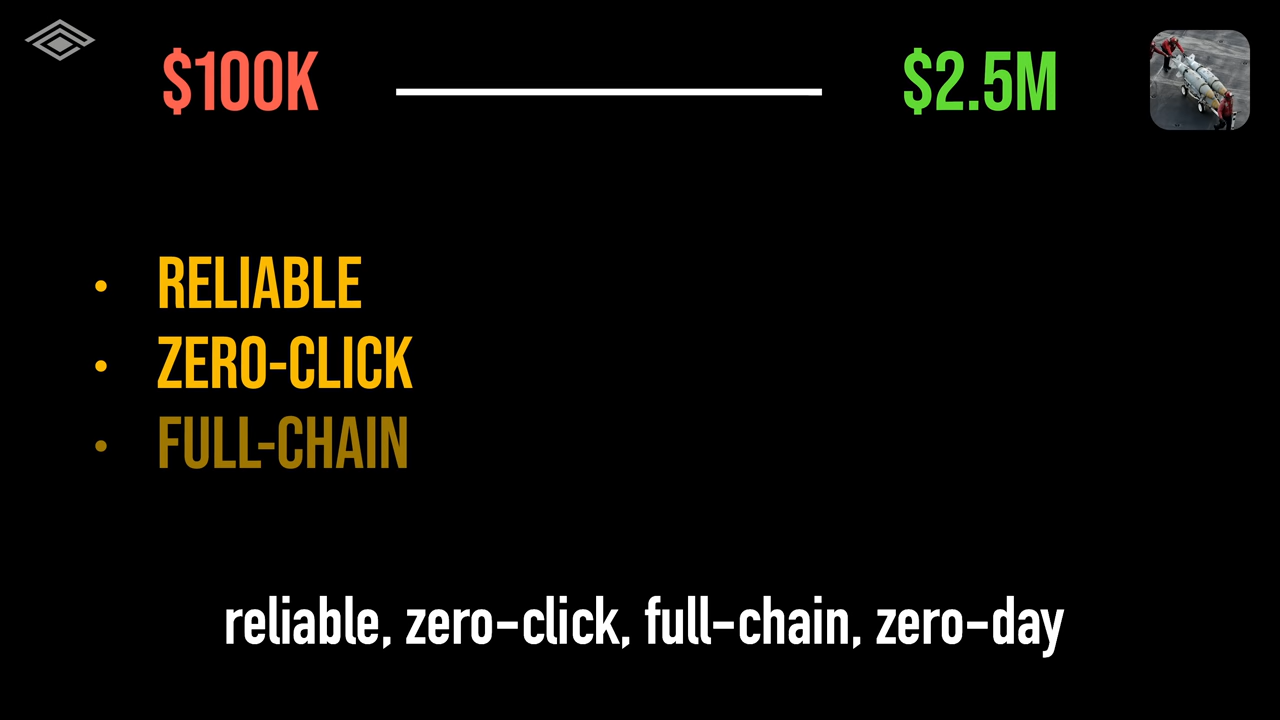 $100K
$2.5M
• RELIABLE
• ZERO-CLICK
• FULL-CHAIN
reliable, zero-click, full-chain, zero-day